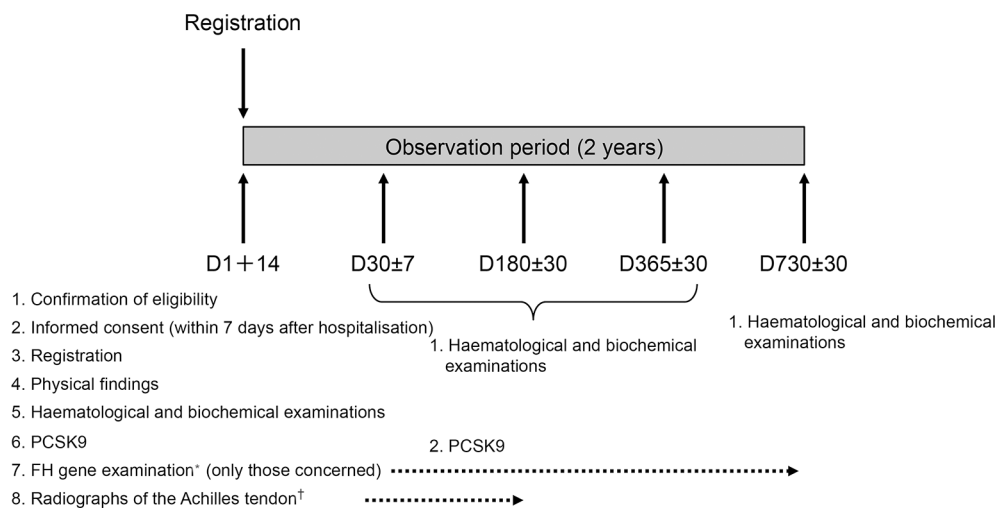 Registration
Observation period (2 years)
D1+14
D30±7
D180±30
D365±30
D730±30
1. Confirmation of eligibility
2. Informed consent (within 7 days after hospitalisation)
3. Registration
4. Physical findings
5. Haematological and biochemical examinations
6. PCSK9
7. FH gene examination* (only those concerned)
8. Radiographs of the Achilles tendon†
1. Haematological and biochemical
examinations
2. PCSK9
1. Haematological and biochemical
examinations